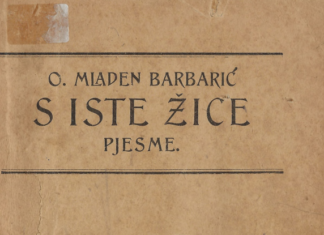 O. MLADEN BARBARIĆ
S ISTE ŽICE
PJESME.